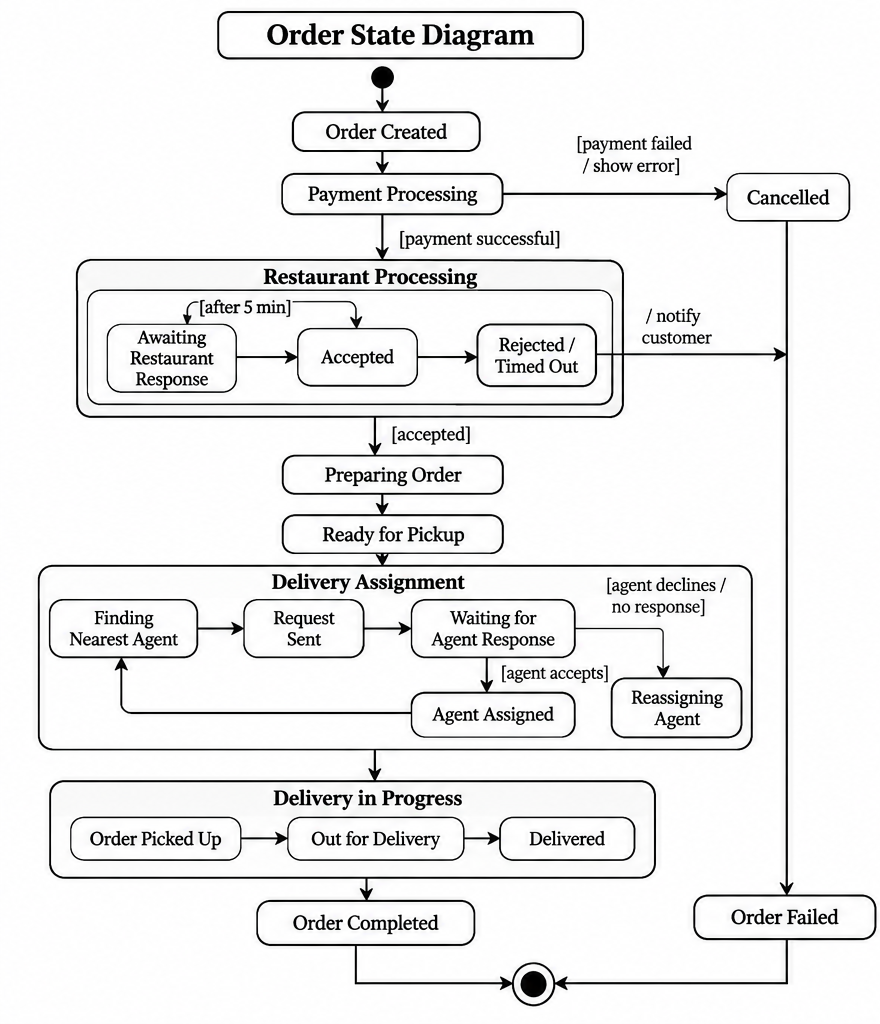 Order State Diagram
Order Created
[payment failed
/ show error]
Payment Processing
Cancelled
[payment successful]
Restaurant Processing
[after 5 min]
Awaiting
Restaurant
Response
Accepted
Rejected /
Timed Out
/ notify
customer
[accepted]
Preparing Order
Ready for Pickup
Delivery Assignment
[agent declines /
no response]
Finding
Nearest Agent
Request
Sent
Waiting for
Agent Response
[agent accepts]
Agent Assigned
Reassigning
Agent
Delivery in Progress
Order Picked Up
Out for Delivery
Delivered
Order Completed
Order Failed